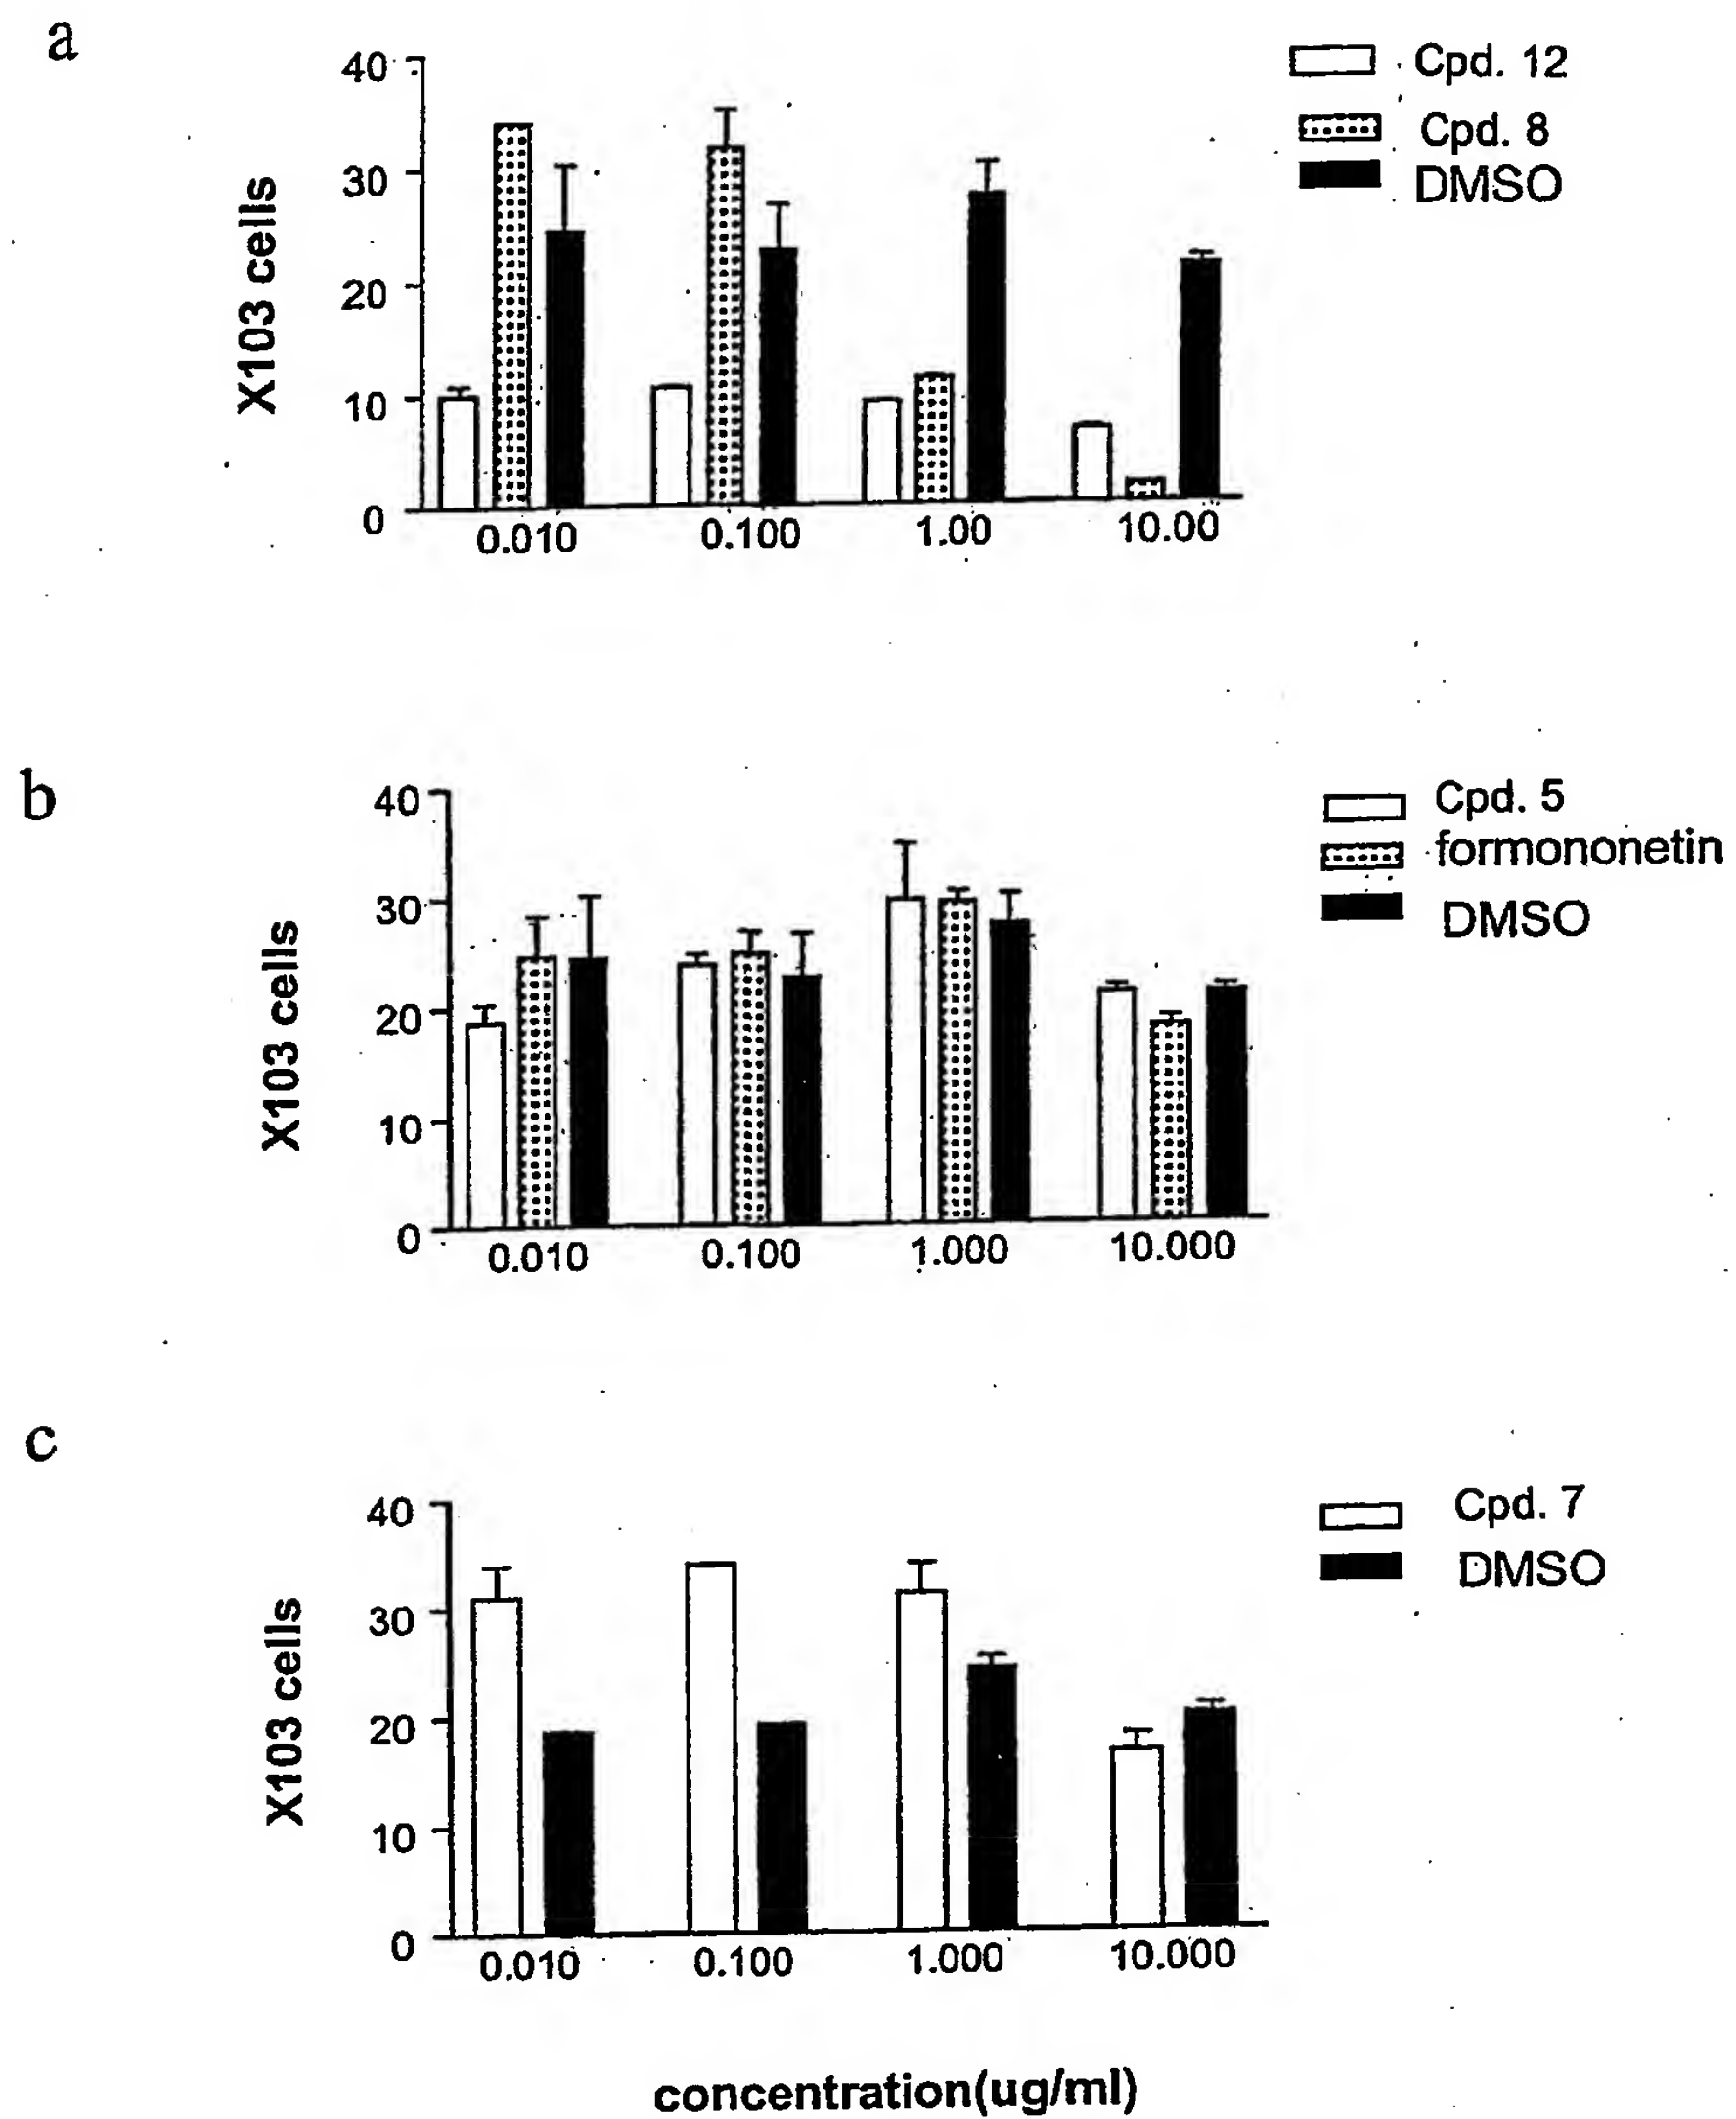 a
40
30
20
10
0
X103 cells
0.010 0.100 1.00 10.00
Cpd. 12
Cpd. 8
DMSO
b
40
30
20
10
0
X103 cells
0.010 0.100 1.000 10.000
Cpd. 5
formononetin
DMSO
c
40
30
20
10
0
X103 cells
0.010 0.100 1.000 10.000
Cpd. 7
DMSO
concentration(ug/ml)